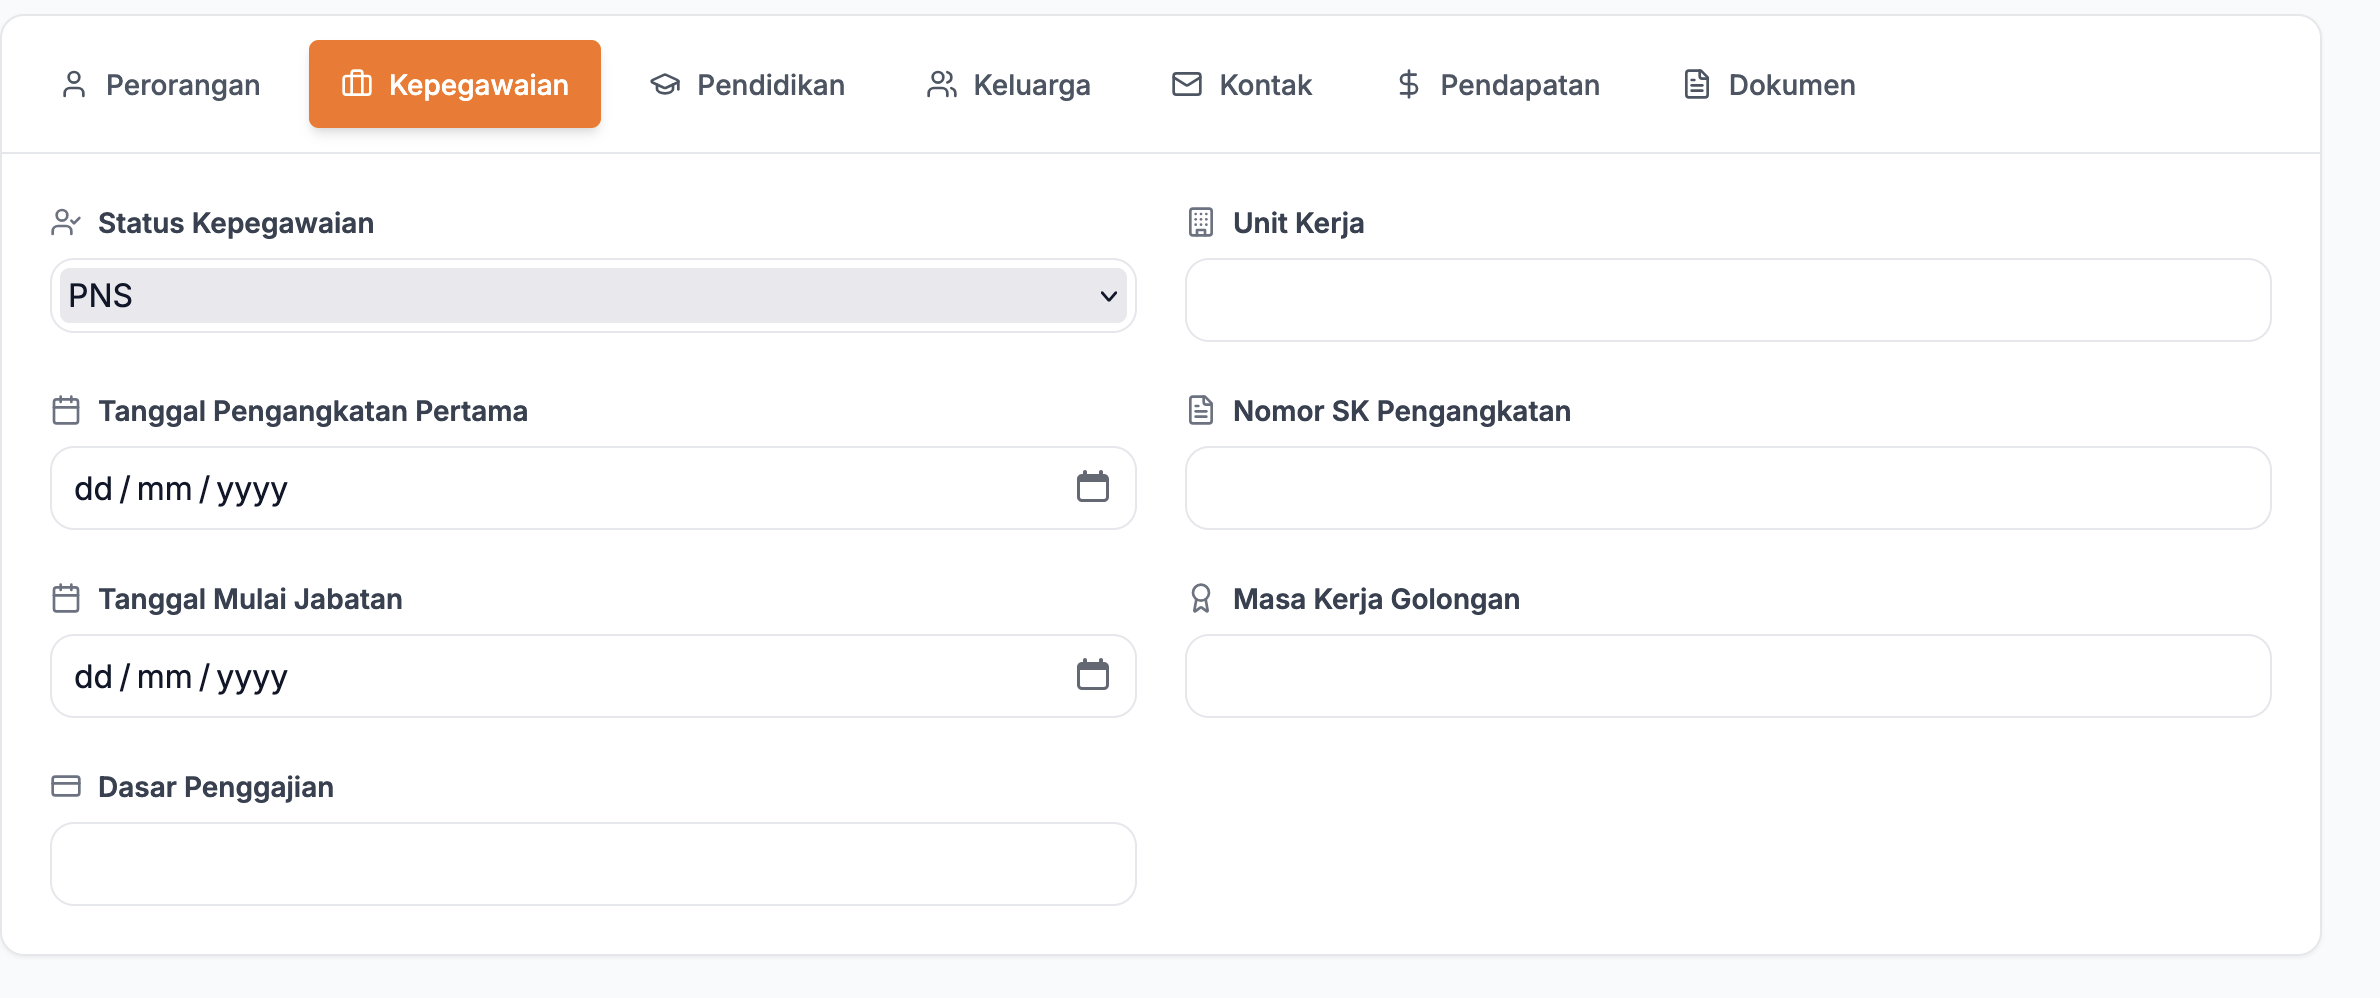 Perorangan Kepegawaian Pendidikan Keluarga Kontak Pendapatan Dokumen
Status Kepegawaian
PNS
Unit Kerja
Tanggal Pengangkatan Pertama
dd/mm/yyyy
Nomor SK Pengangkatan
Tanggal Mulai Jabatan
dd/mm/yyyy
Masa Kerja Golongan
Dasar Penggajian